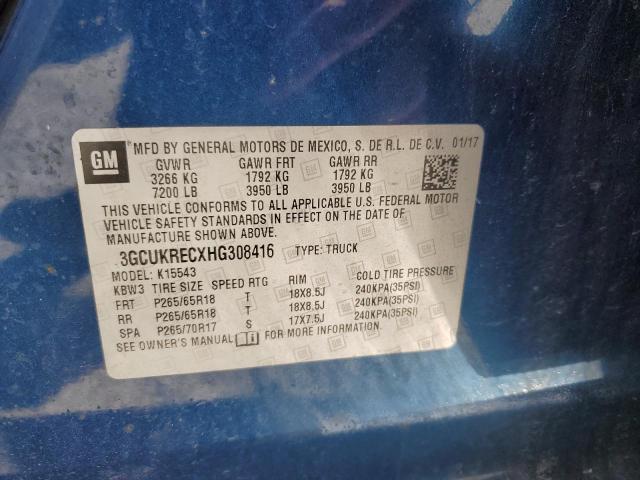 GM
MFD BY GENERAL MOTORS DE MEXICO, S. DE R.L. DE C.V. 01/17
GVWR GAWR FRT GAWR RR
3266 KG 1792 KG 1792 KG
7200 LB 3950 LB 3950 LB
THIS VEHICLE CONFORMS TO ALL APPLICABLE U.S. FEDERAL MOTOR
VEHICLE SAFETY STANDARDS IN EFFECT ON THE DATE OF
MANUFACTURE SHOWN ABOVE.
3GCUKRECXHG308416 TYPE: TRUCK
MODEL: K15543
KBW3 TIRE SIZE SPEED RTG RIM COLD TIRE PRESSURE
FRT P265/65R18 T 18X8.5J 240KPA(35PSI)
RR P265/65R18 T 18X8.5J 240KPA(35PSI)
SPA P265/70R17 S 17X7.5J 240KPA(35PSI)
SEE OWNER'S MANUAL FOR MORE INFORMATION.